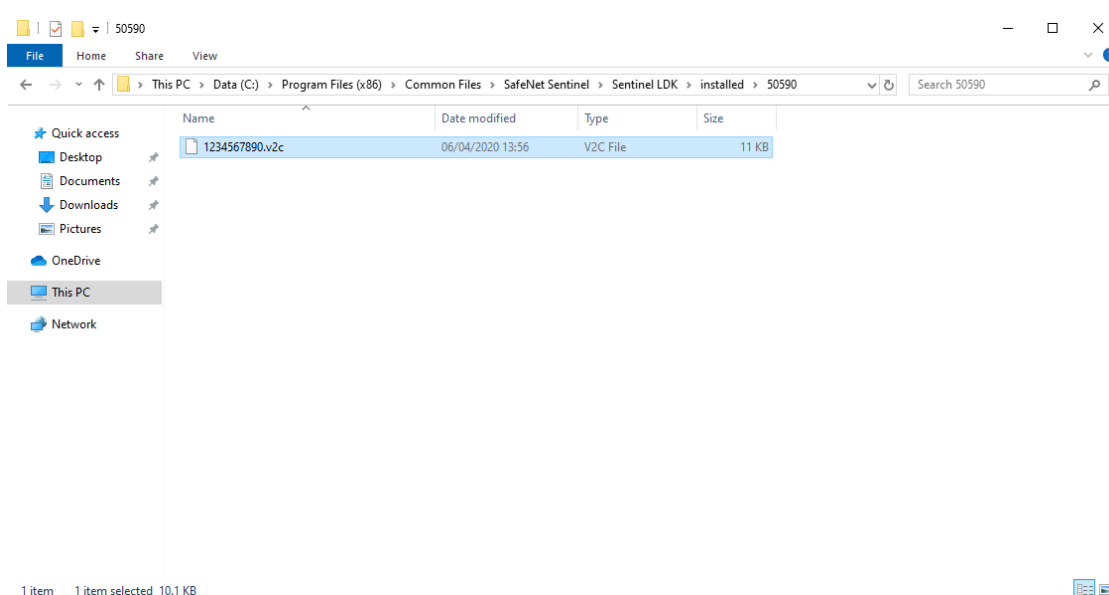 50590
File Home Share View
This PC > Data (C:) > Program Files (x86) > Common Files > SafeNet Sentinel > Sentinel LDK > installed > 50590
Search 50590
Name Date modified Type Size
Quick access
1234567890.v2c 06/04/2020 13:56 V2C File 11 KB
Desktop
Documents
Downloads
Pictures
OneDrive
This PC
Network
1 item 1 item selected 10.1 KB